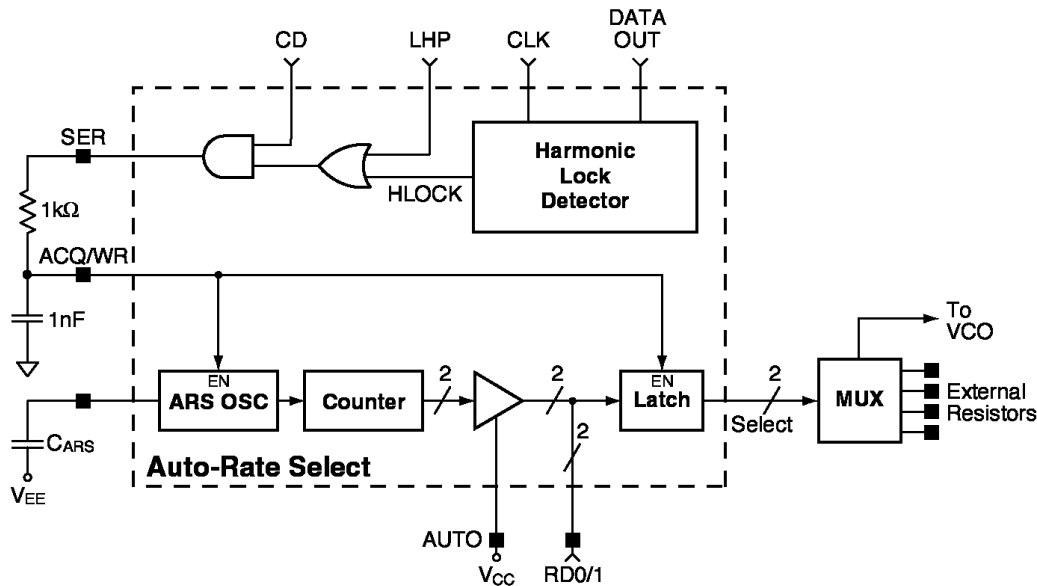 CD
LHP
CLK
DATA
OUT
SER
Harmonic
Lock
Detector
HLOCK
1kΩ
ACQ/WR
1nF
To
VCO
EN
ARS OSC
Counter
2
2
EN
Latch
2
Select
MUX
External
Resistors
2
CARS
VEE
Auto-Rate Select
AUTO
VCC
RD0/1